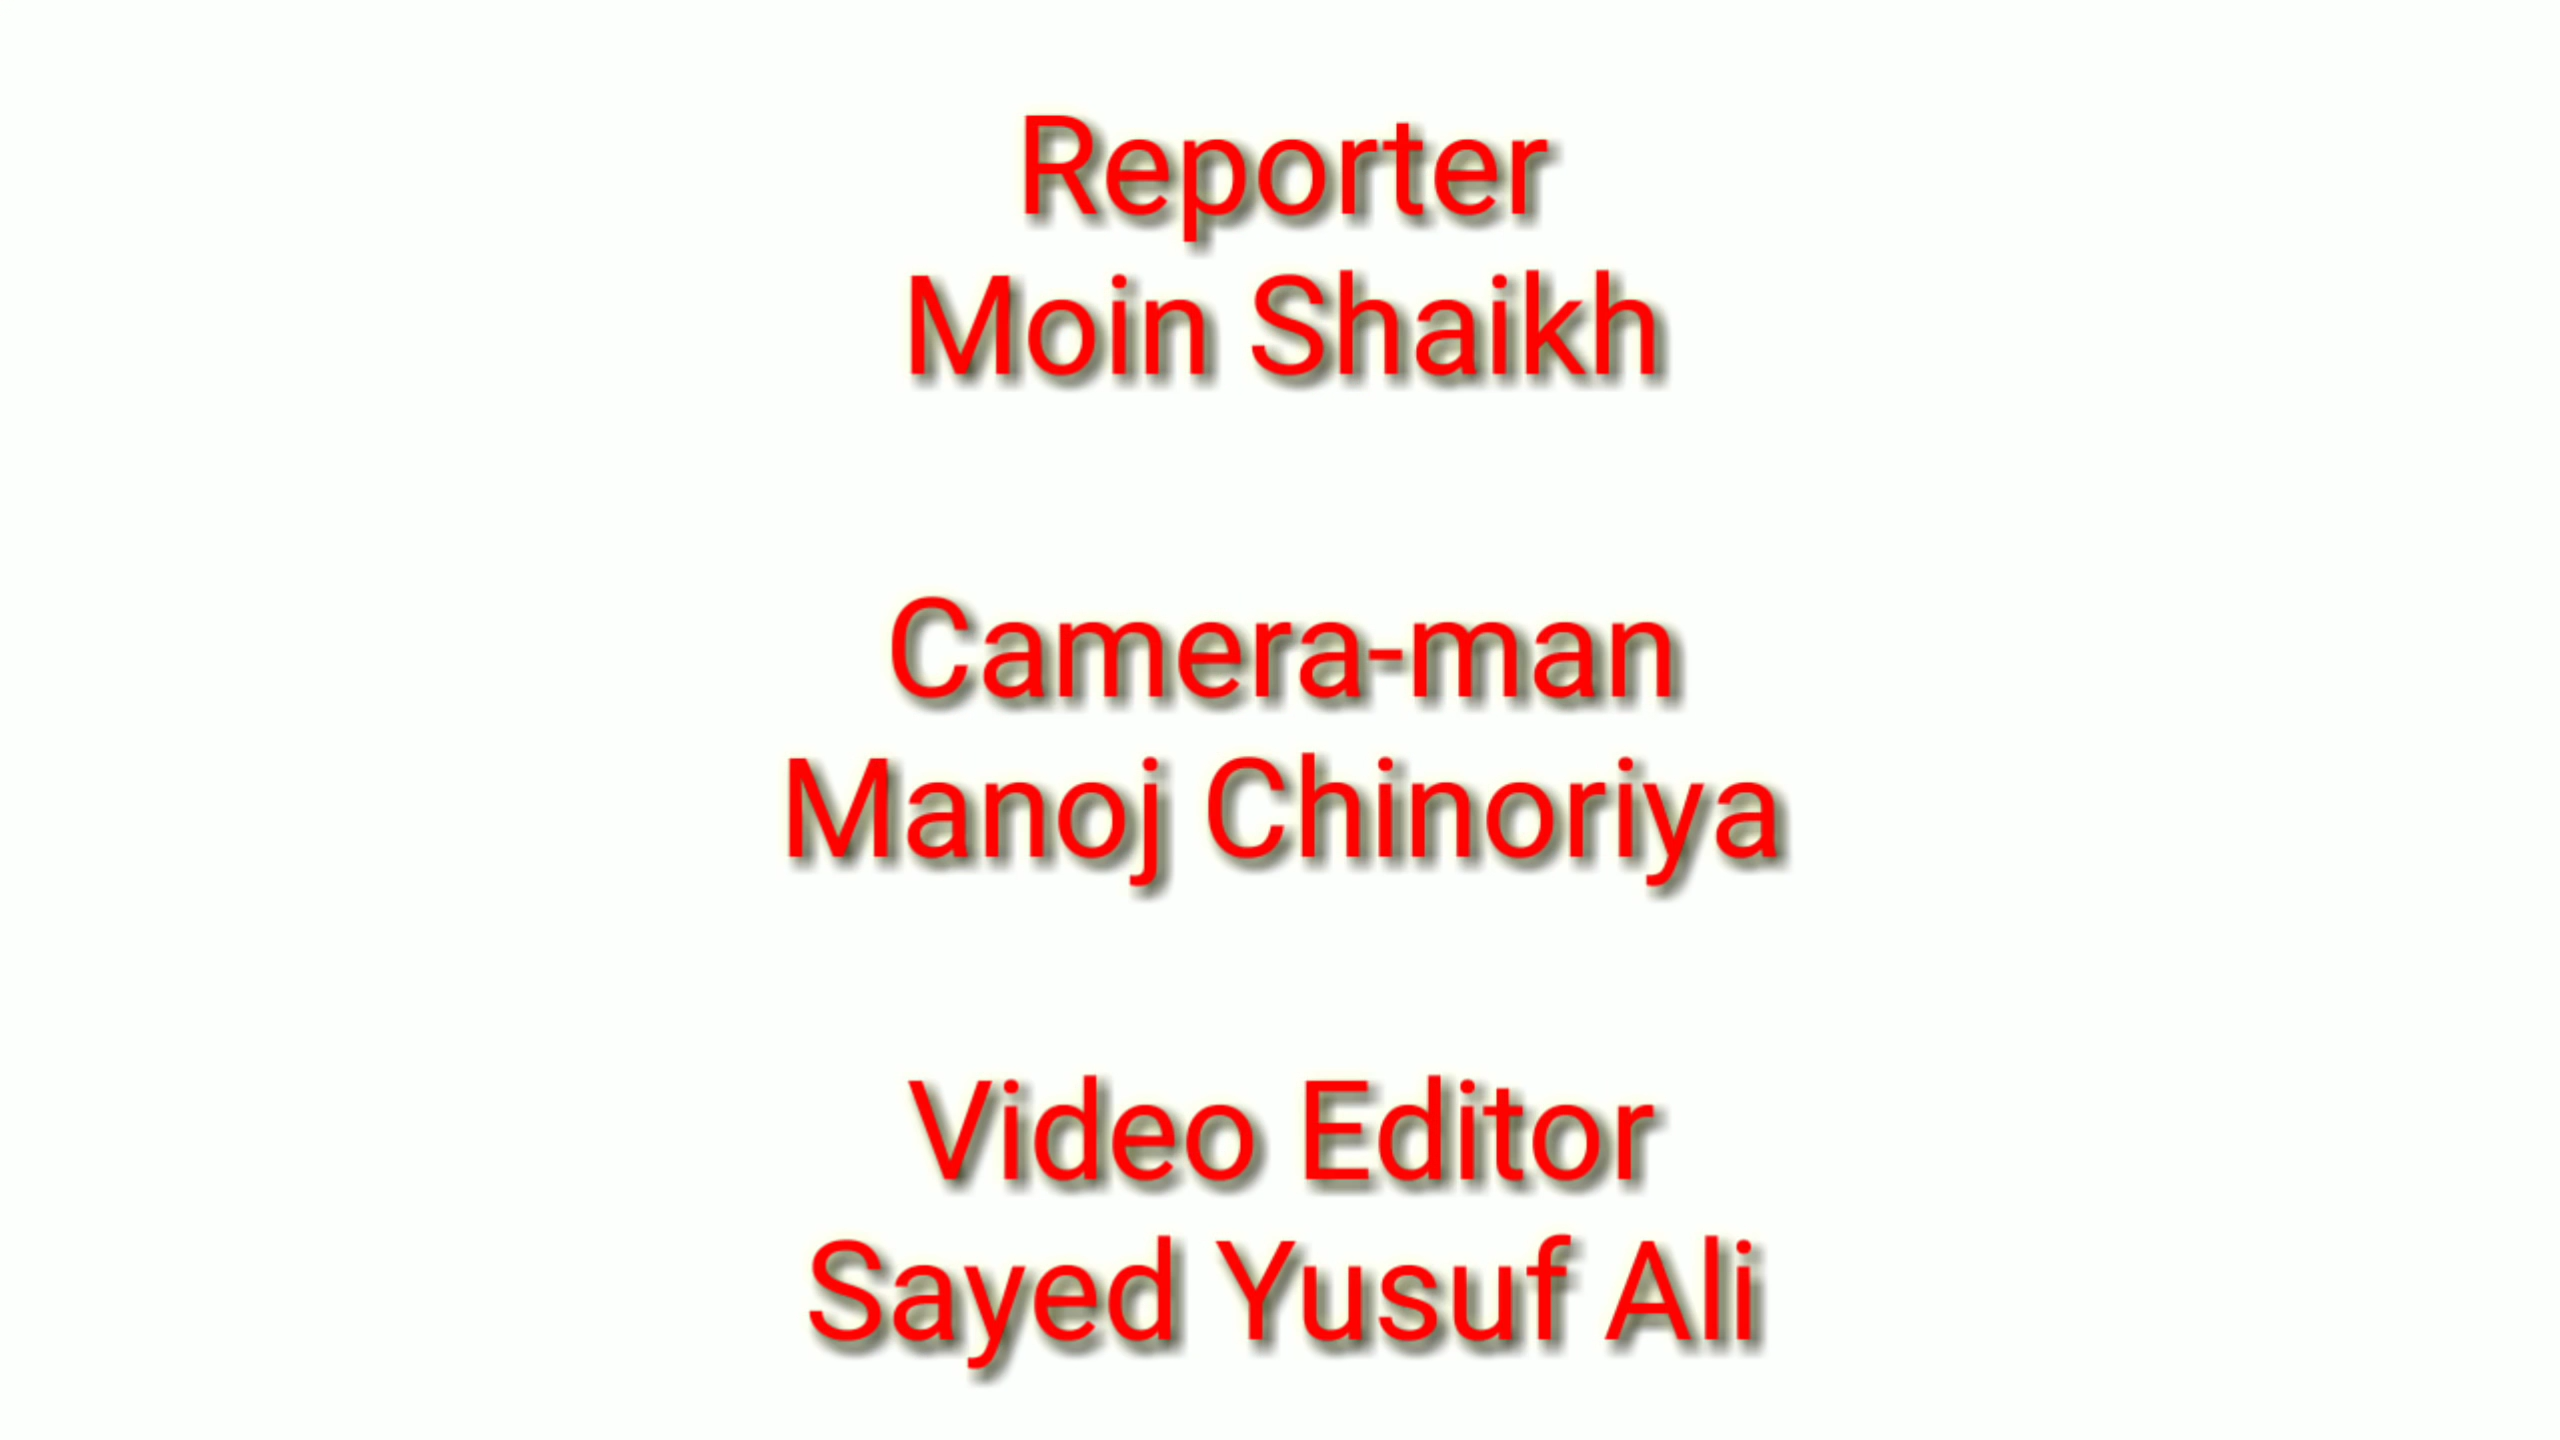 Reporter
Moin Shaikh
Camera-man
Manoj Chinoriya
Video Editor
Sayed Yusuf Ali